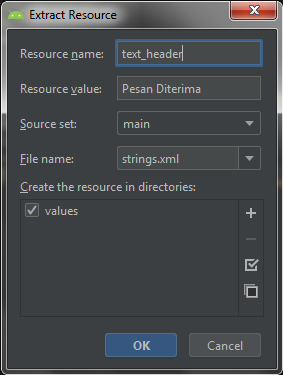 Extract Resource
Resource name: text_header
Resource value: Pesan Diterima
Source set: main
File name: strings.xml
Create the resource in directories:
values
OK Cancel